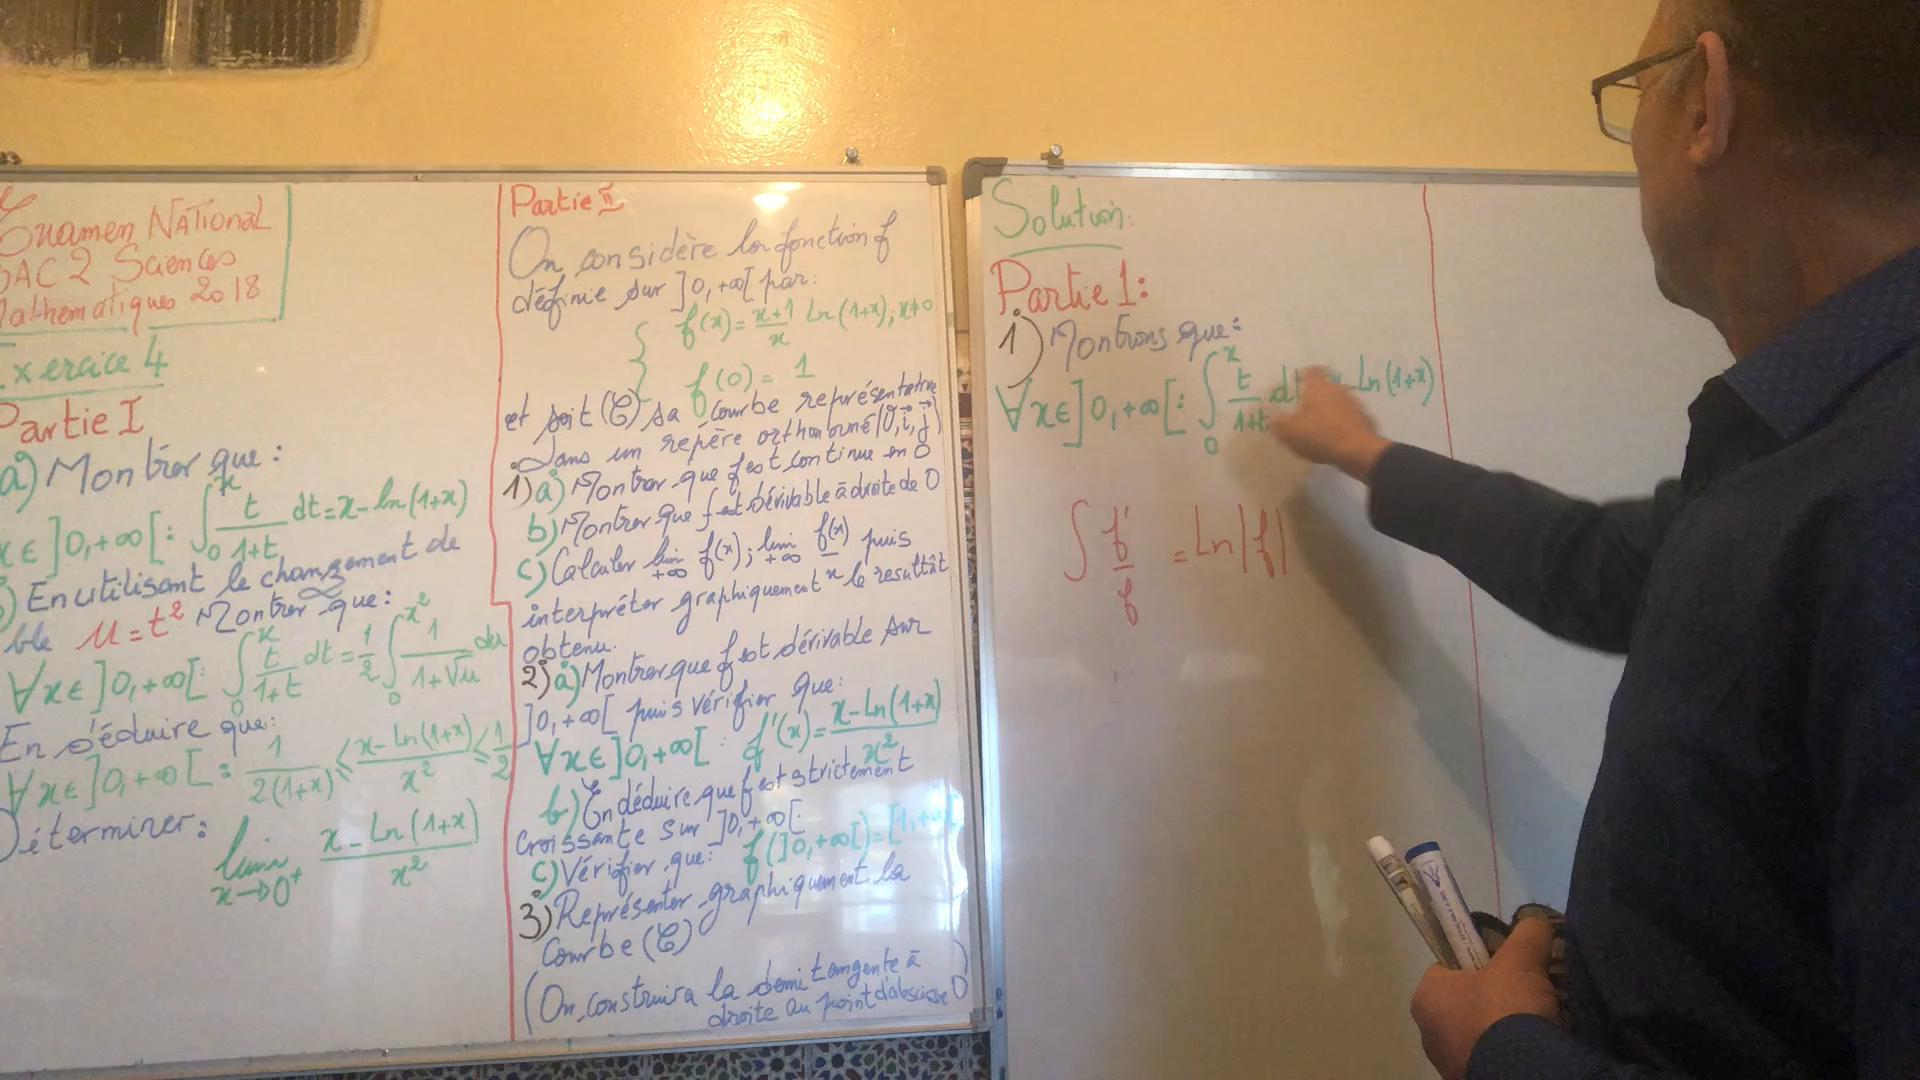 Examen NATIONAL
BAC 2 Sciences
Mathematiques 2018
Exercice 4
Partie I
a) Montrer que:
x∈]0,+∞[: ∫₀ˣ t/(1+t) dt = x-ln(1+x)
) En utilisant le changement de
ble u=t² Montrer que:
∀x∈]0,+∞[: ∫₀ˣ t/(1+t) dt = 1/2 ∫₀^(x²) 1/(1+√u) du
En déduire que:
∀x∈]0,+∞[: 1/(2(1+x)) ≤ (x-Ln(1+x))/x² ≤ 1/2
Déterminer:
lim x→0⁺ (x-Ln(1+x))/x²
Partie II
On considère la fonction f
définie sur ]0,+∞[ par:
f(x) = (x+1)/x Ln(1+x); x≠0
f(0) = 1
et soit (C) sa Courbe représentative
dans un repère orthonormé (O,i⃗,j⃗)
1) a) Montrer que f est continue en 0
b) Montrer que f est dérivable à droite de 0
c) Calculer lim +∞ f(x); lim +∞ f(x)/x puis
interpréter graphiquement le resultât
obtenu.
2) a) Montrer que f est dérivable sur
]0,+∞[ puis vérifier que:
∀x∈]0,+∞[: f'(x) = (x-Ln(1+x))/x²
b) En déduire que f est strictement
croissante sur ]0,+∞[.
c) Vérifier que: f(]0,+∞[) = [1,+∞[
3) Représenter graphiquement la
Courbe (C)
(On construira la demi tangente à
droite au point d'abscisse 0)
Solution:
Partie 1:
1) Montrons que:
∀x∈]0,+∞[: ∫₀ˣ t/(1+t) dt Ln(1+x)
∫ f'/f = Ln|f|